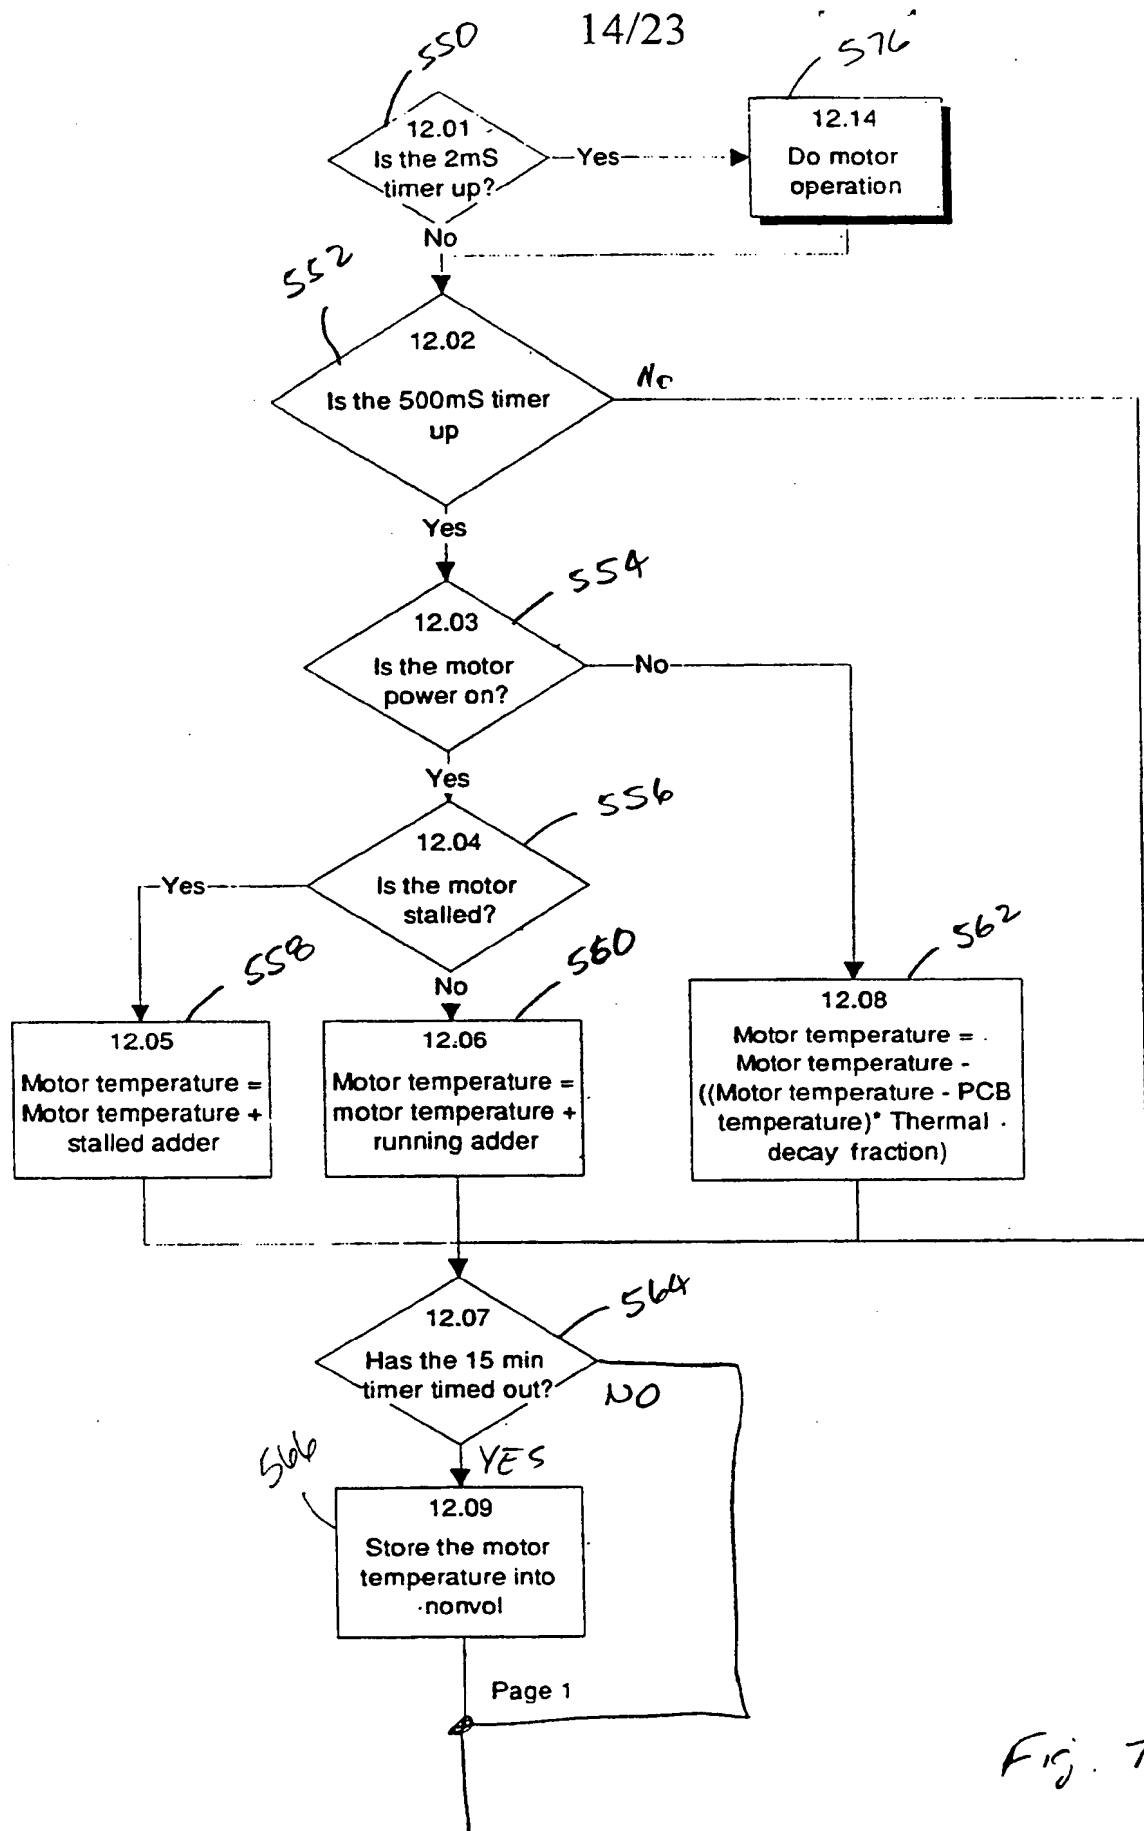 14/23
550
576
12.01
Is the 2mS
timer up?
Yes
12.14
Do motor
operation
No
552
12.02
Is the 500mS timer
up
No
Yes
554
12.03
Is the motor
power on?
No
Yes
556
12.04
Is the motor
stalled?
Yes
558
560
562
No
12.05
Motor temperature =
Motor temperature +
stalled adder
12.06
Motor temperature =
motor temperature +
running adder
12.08
Motor temperature =
Motor temperature -
((Motor temperature - PCB
temperature)* Thermal
decay fraction)
564
12.07
Has the 15 min
timer timed out?
NO
YES
566
12.09
Store the motor
temperature into
nonvol
Page 1
Fig.